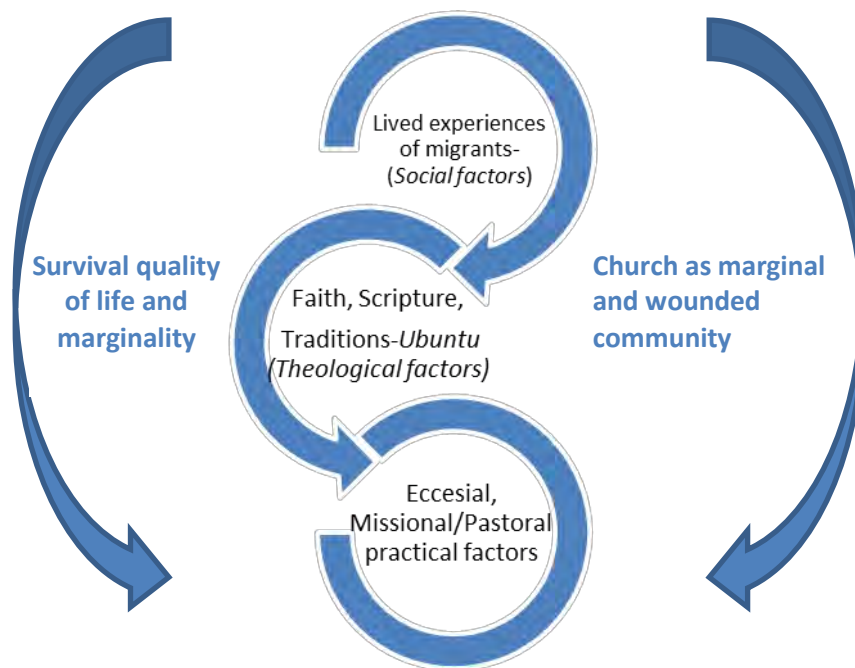 Lived experiences
of migrants-
(Social factors)
Survival quality
of life and
marginality
Faith, Scripture,
Traditions-Ubuntu
(Theological factors)
Church as marginal
and wounded
community
Eccesial,
Missional/Pastoral
practical factors